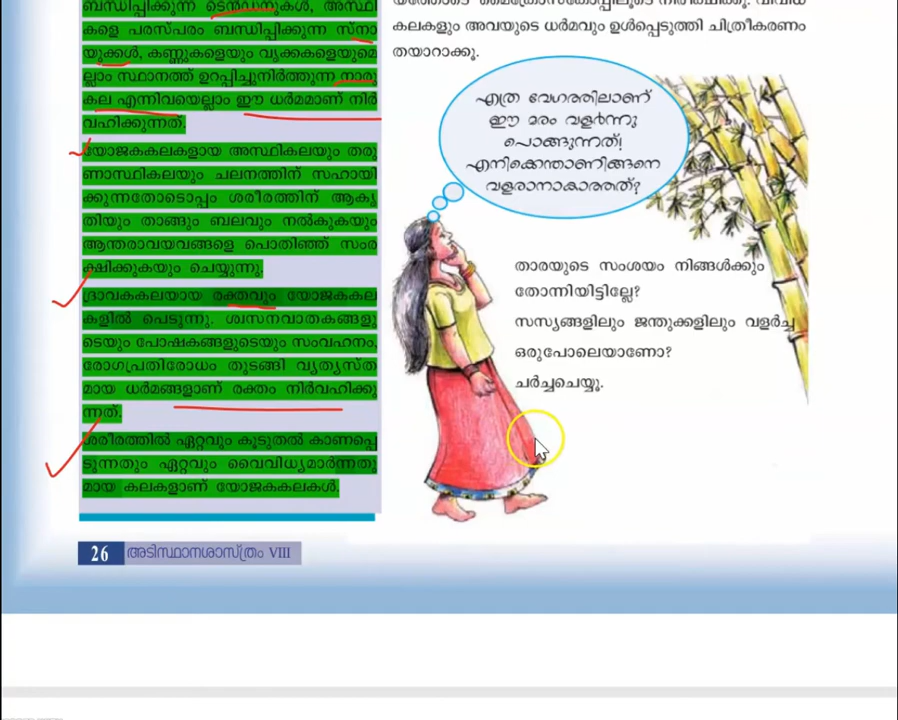 ബന്ധിപ്പിക്കുന്ന ടെൻഡനുകൾ, അസ്ഥി
കളെ പരസ്പരം ബന്ധിപ്പിക്കുന്ന സ്നാ
യുക്കൾ, കണ്ണുകളെയും വൃക്കകളെയുമെ
ല്ലാം സ്ഥാനത്ത് ഉറപ്പിച്ചുനിർത്തുന്ന നാരു
കല എന്നിവയെല്ലാം ഈ ധർമമാണ് നിർ
വഹിക്കുന്നത്.
യോജകകലകളായ അസ്ഥികലയും തരു
ണാസ്ഥികലയും ചലനത്തിന് സഹായി
ക്കുന്നതോടൊപ്പം ശരീരത്തിന് ആകൃ
തിയും താങ്ങും ബലവും നൽകുകയും
ആന്തരാവയവങ്ങളെ പൊതിഞ്ഞ് സംര
ക്ഷിക്കുകയും ചെയ്യുന്നു.
ദ്രാവകകലയായ രക്തവും യോജകകല
കളിൽ പെടുന്നു. ശ്വസനവാതകങ്ങളു
ടെയും പോഷകങ്ങളുടെയും സംവഹനം,
രോഗപ്രതിരോധം തുടങ്ങി വ്യത്യസ്ത
മായ ധർമങ്ങളാണ് രക്തം നിർവഹിക്കു
ന്നത്.
ശരീരത്തിൽ ഏറ്റവും കൂടുതൽ കാണപ്പെ
ടുന്നതും ഏറ്റവും വൈവിധ്യമാർന്നതു
മായ കലകളാണ് യോജകകലകൾ.
കലകളും അവയുടെ ധർമവും ഉൾപ്പെടുത്തി ചിത്രീകരണം
തയാറാക്കൂ.
എത്ര വേഗത്തിലാണ്
ഈ മരം വളർന്നു
പൊങ്ങുന്നത്!
എനിക്കെന്താണിങ്ങനെ
വളരാനാകാത്തത്?
താരയുടെ സംശയം നിങ്ങൾക്കും
തോന്നിയിട്ടില്ലേ?
സസ്യങ്ങളിലും ജന്തുക്കളിലും വളർച്ച
ഒരുപോലെയാണോ?
ചർച്ചചെയ്യൂ.
26 അടിസ്ഥാനശാസ്ത്രം VIII